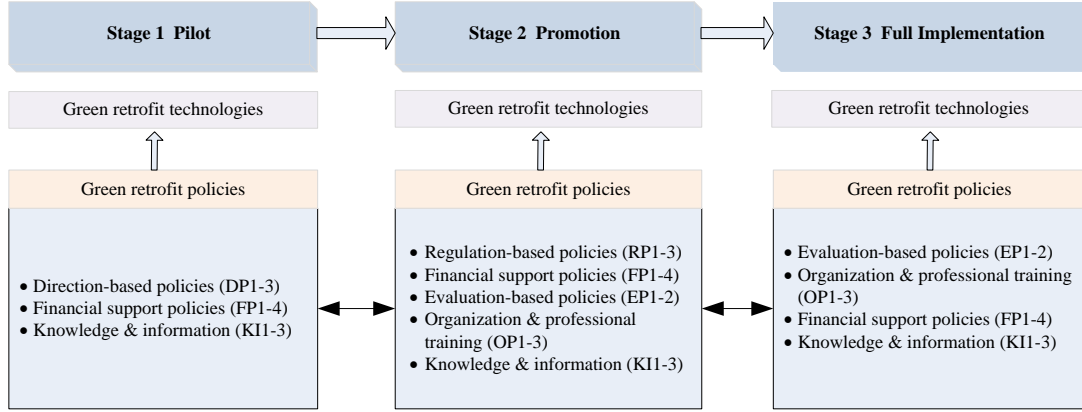 Stage 1 Pilot
Stage 2 Promotion
Stage 3 Full Implementation
Green retrofit technologies
Green retrofit technologies
Green retrofit technologies
Green retrofit policies
Green retrofit policies
Green retrofit policies
• Direction-based policies (DP1-3)
• Financial support policies (FP1-4)
• Knowledge & information (KI1-3)
• Regulation-based policies (RP1-3)
• Financial support policies (FP1-4)
• Evaluation-based policies (EP1-2)
• Organization & professional
training (OP1-3)
• Knowledge & information (KI1-3)
• Evaluation-based policies (EP1-2)
• Organization & professional training
(OP1-3)
• Financial support policies (FP1-4)
• Knowledge & information (KI1-3)